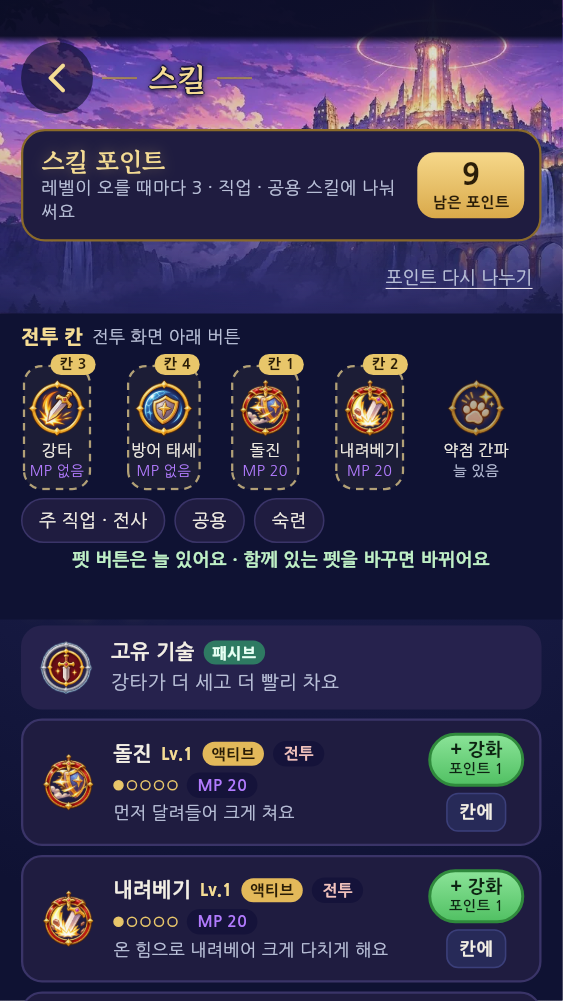 스킬
스킬 포인트
레벨이 오를 때마다 3 · 직업 · 공용 스킬에 나눠
써요
9
남은 포인트
포인트 다시 나누기
전투 칸 전투 화면 아래 버튼
칸 3 칸 4 칸 1 칸 2
강타 방어 태세 돌진 내려베기 약점 간파
MP 없음 MP 없음 MP 20 MP 20 늘 있음
주 직업 · 전사 공용 숙련
펫 버튼은 늘 있어요 · 함께 있는 펫을 바꾸면 바뀌어요
고유 기술 패시브
강타가 더 세고 더 빨리 차요
돌진 Lv.1 액티브 전투
MP 20
먼저 달려들어 크게 쳐요
+ 강화
포인트 1
칸에
내려베기 Lv.1 액티브 전투
MP 20
온 힘으로 내려베어 크게 다치게 해요
+ 강화
포인트 1
칸에